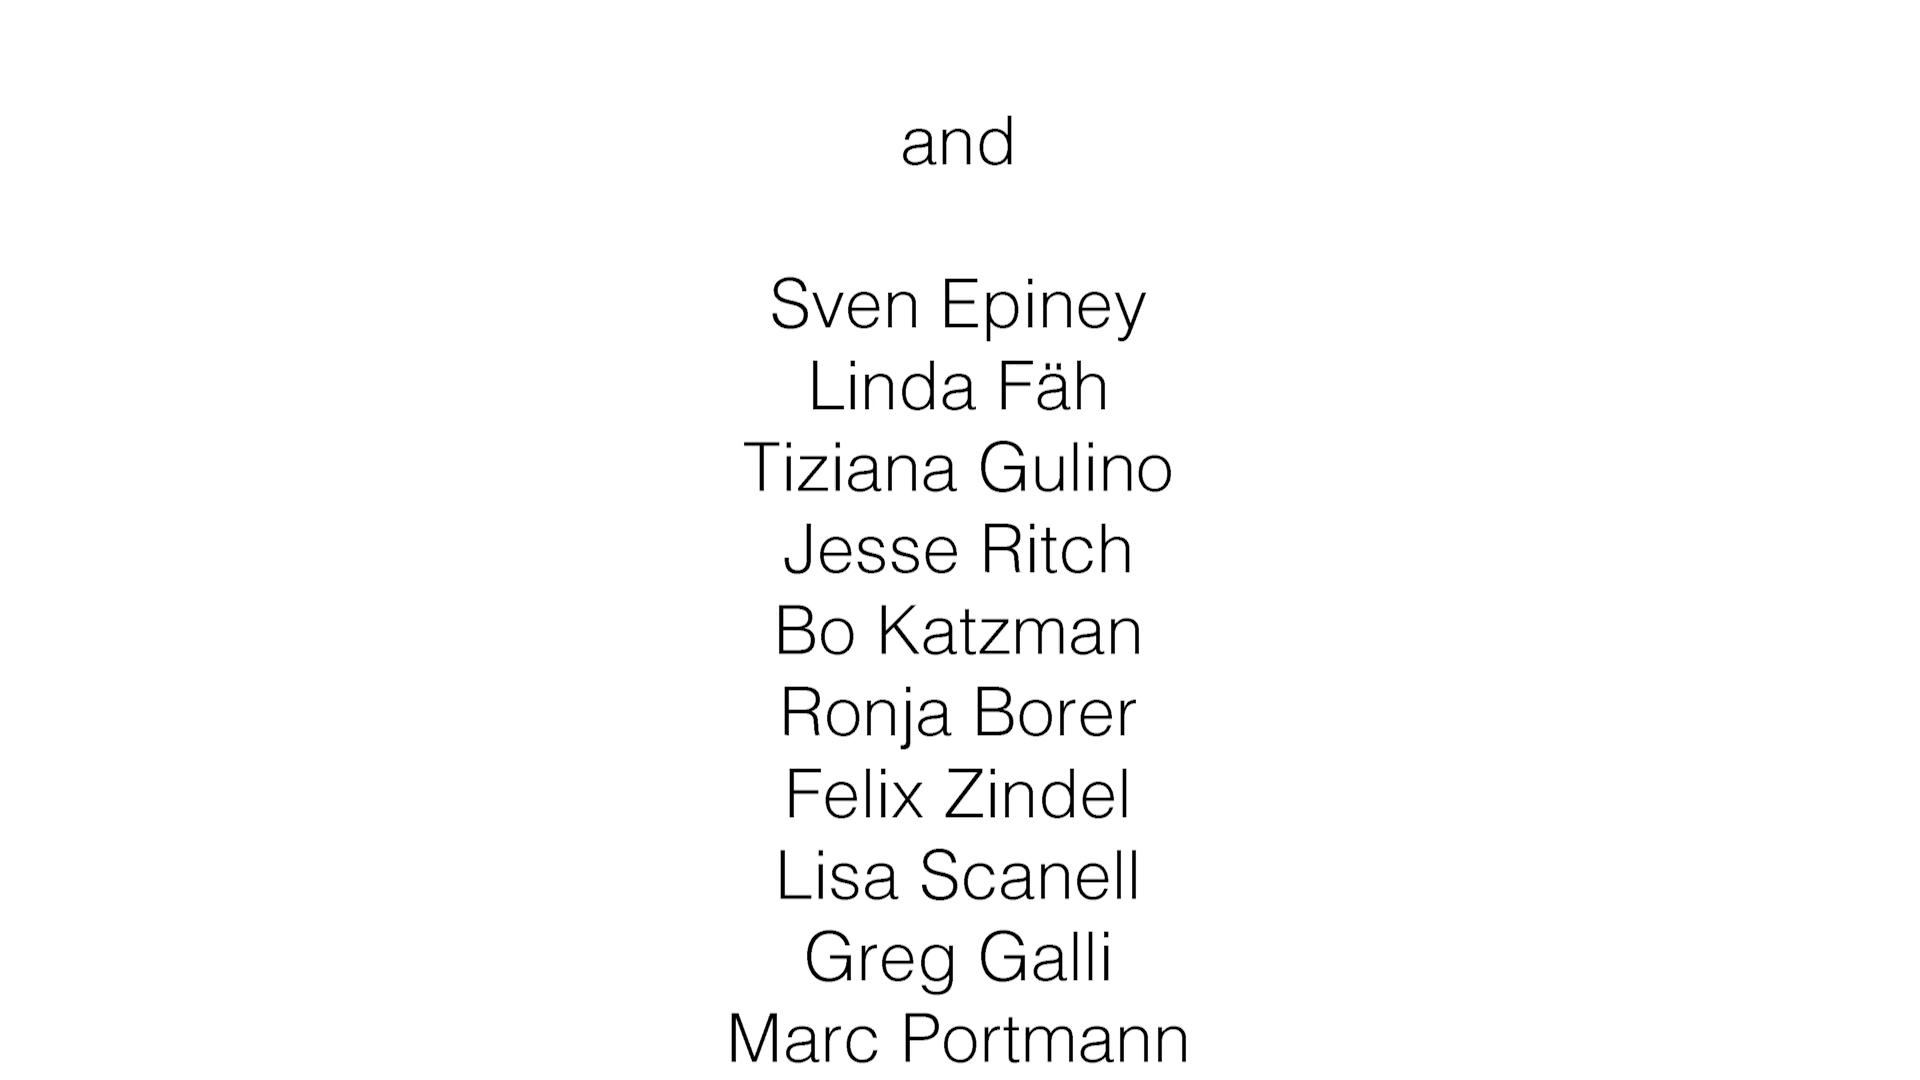 and
Sven Epiney
Linda Fäh
Tiziana Gulino
Jesse Ritch
Bo Katzman
Ronja Borer
Felix Zindel
Lisa Scanell
Greg Galli
Marc Portmann